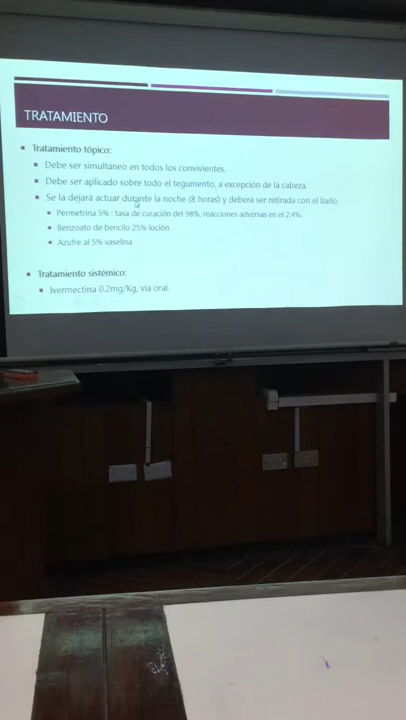 TRATAMIENTO
Tratamiento tópico:
Debe ser simultáneo en todos los convivientes.
Debe ser aplicado sobre todo el tegumento, a excepción de la cabeza.
Se la dejará actuar durante la noche (8 horas) y deberá ser retirada con el baño.
Permetrina 5% : tasa de curación del 98%, reacciones adversas en el 2.4%.
Benzoato de bencilo 25% loción
Azufre al 5% vaselina
Tratamiento sistémico:
Ivermectina 0.2mg/Kg, vía oral.